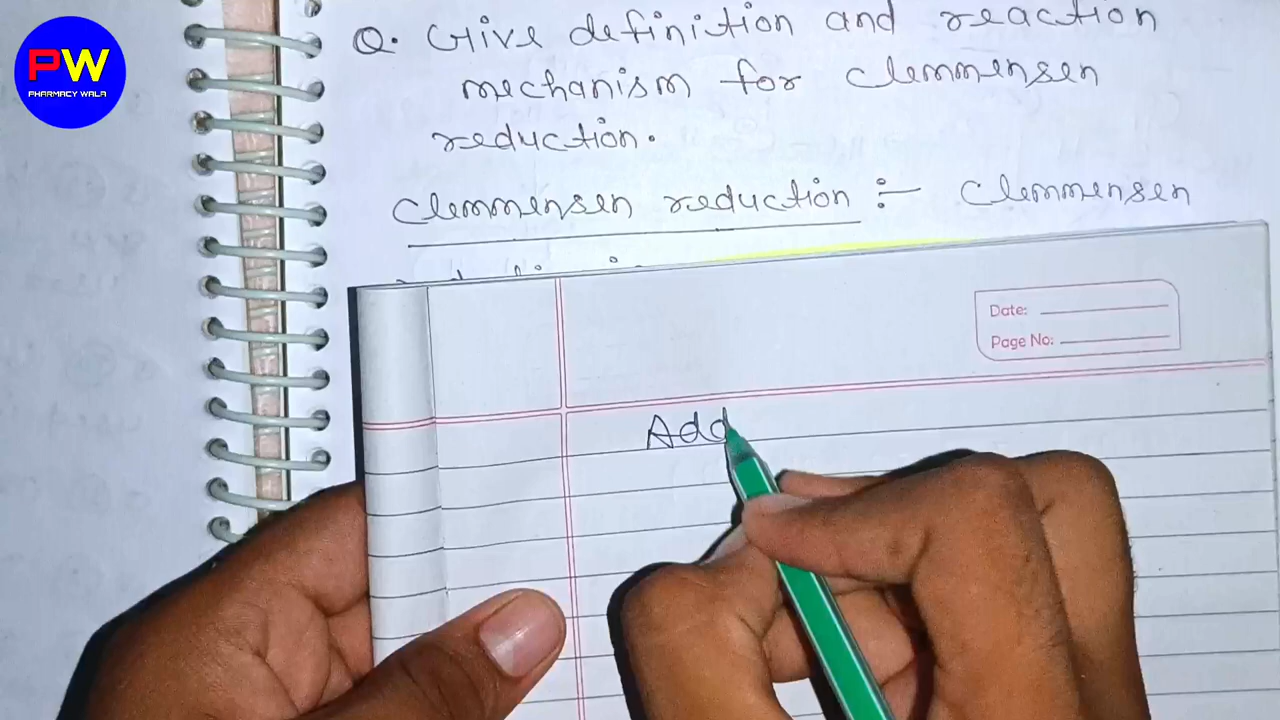 PW
PHARMACY WALA
Q. Give definition and reaction
mechanism for Clemmensen
reduction.
Clemmensen reduction :- Clemmensen
Date:
Page No:
Add